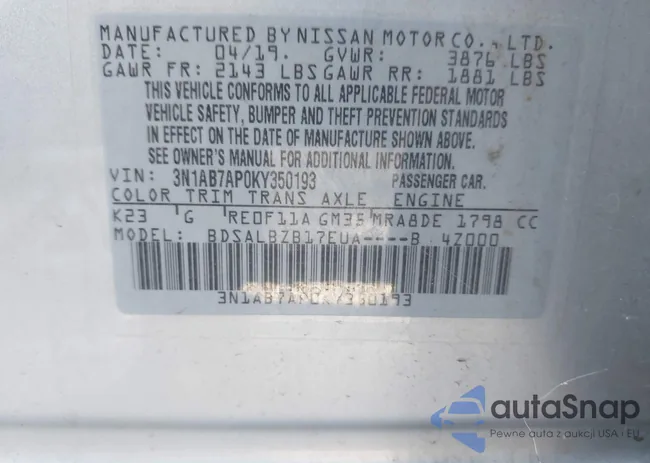 MANUFACTURED BY NISSAN MOTOR CO., LTD.
DATE: 04/19. GVWR: 3876 LBS
GAWR FR: 2143 LBS GAWR RR: 1881 LBS
THIS VEHICLE CONFORMS TO ALL APPLICABLE FEDERAL MOTOR
VEHICLE SAFETY, BUMPER AND THEFT PREVENTION STANDARDS
IN EFFECT ON THE DATE OF MANUFACTURE SHOWN ABOVE.
SEE OWNER'S MANUAL FOR ADDITIONAL INFORMATION.
VIN: 3N1AB7AP0KY350193 PASSENGER CAR.
COLOR TRIM TRANS AXLE ENGINE
K23 G RE0F11A GM35 MRA8DE 1798 CC
MODEL: BDSALBZB17EUA----B 4Z000
3N1AB7AP0KY350193
autoSnap
Pewne auta z aukcji USA i EU